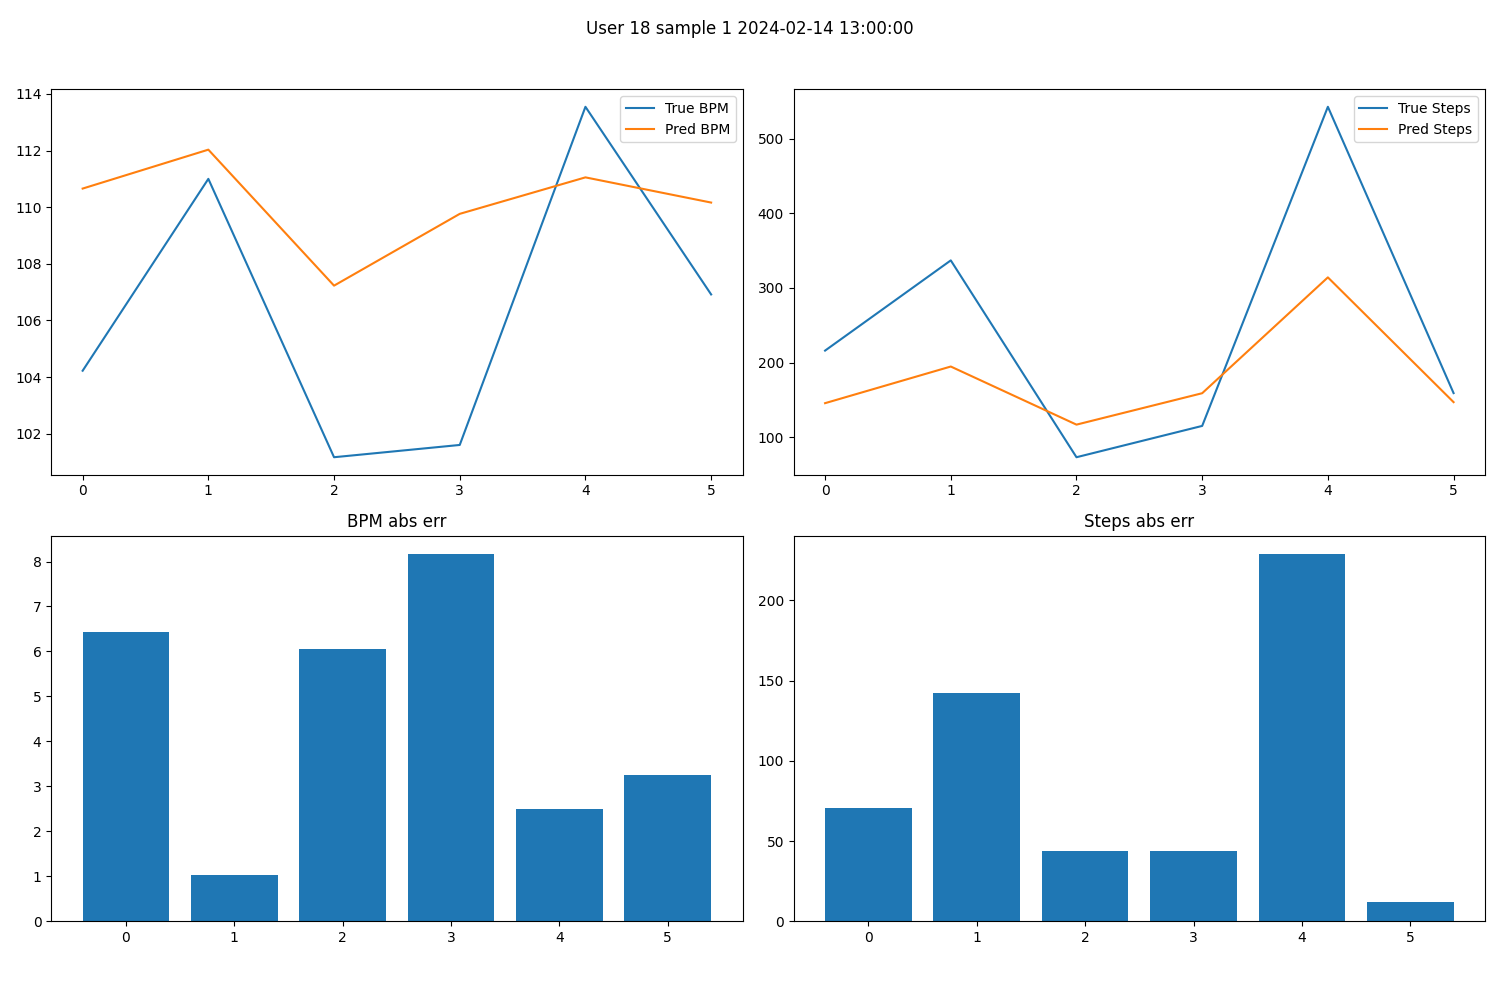 User 18 sample 1 2024-02-14 13:00:00
114
112
110
108
106
104
102
True BPM
Pred BPM
0 1 2 3 4 5
500
400
300
200
100
True Steps
Pred Steps
0 1 2 3 4 5
BPM abs err
8
7
6
5
4
3
2
1
0
0 1 2 3 4 5
Steps abs err
200
150
100
50
0
0 1 2 3 4 5